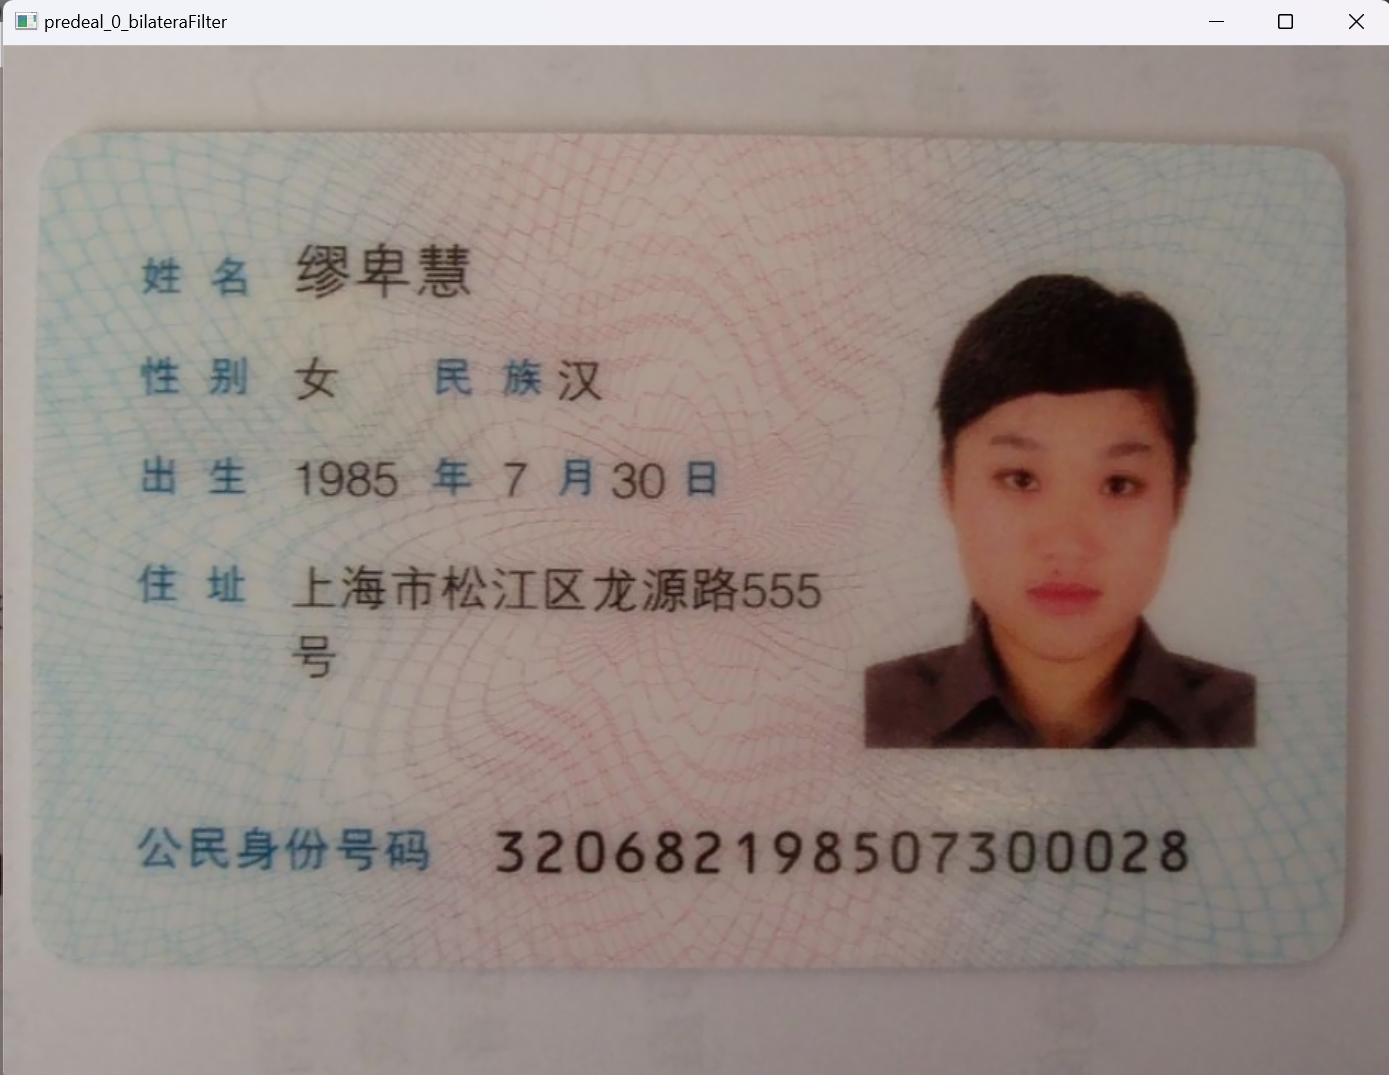 predeal_0_bilateraFilter
姓 名 缪卑慧
性 别 女 民 族 汉
出 生 1985 年 7 月 30 日
住 址 上海市松江区龙源路555
号
公民身份号码 320682198507300028